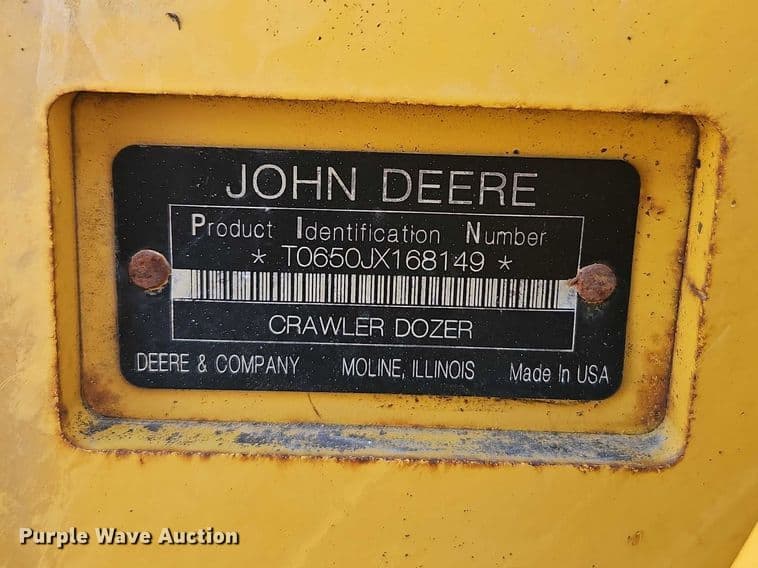 JOHN DEERE
Product Identification Number
* T0650JX168149 *
CRAWLER DOZER
DEERE & COMPANY MOLINE, ILLINOIS Made In USA
Purple Wave Auction